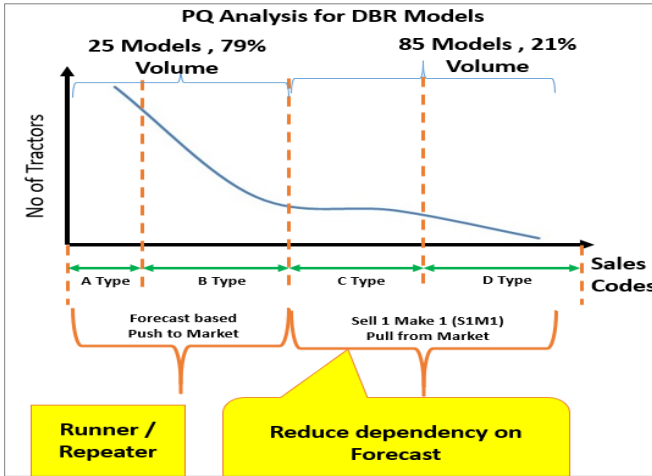 PQ Analysis for DBR Models
25 Models , 79%
Volume
85 Models , 21%
Volume
No of Tractors
Sales
Codes
A Type
B Type
C Type
D Type
Forecast based
Push to Market
Sell 1 Make 1 (S1M1)
Pull from Market
Runner /
Repeater
Reduce dependency on
Forecast